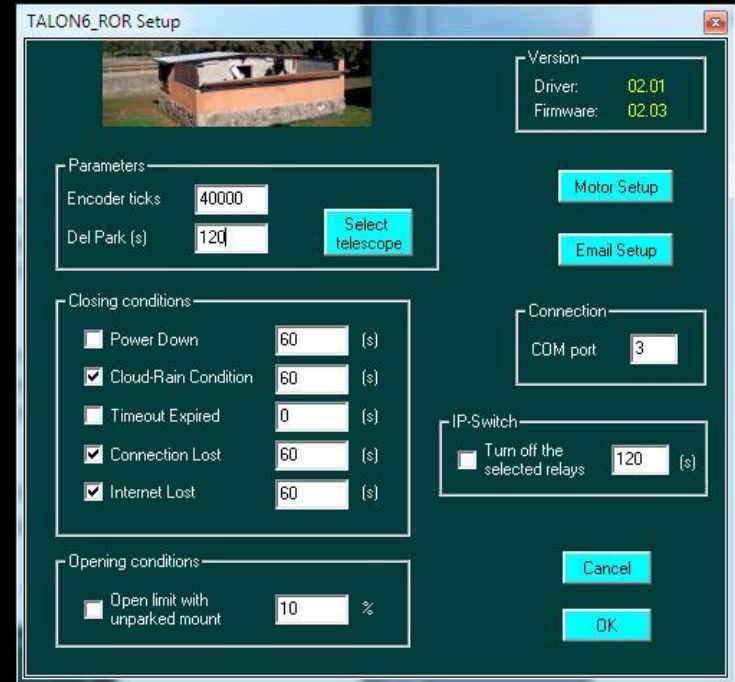 TALON6_ROR Setup
Version
Driver: 02.01
Firmware: 02.03
Parameters
Encoder ticks 40000
Del Park (s) 120
Select
telescope
Motor Setup
Email Setup
Closing conditions
Power Down 60 (s)
Cloud-Rain Condition 60 (s)
Timeout Expired 0 (s)
Connection Lost 60 (s)
Internet Lost 60 (s)
Connection
COM port 3
IP-Switch
Turn off the
selected relays 120 (s)
Opening conditions
Open limit with
unparked mount 10 %
Cancel
OK